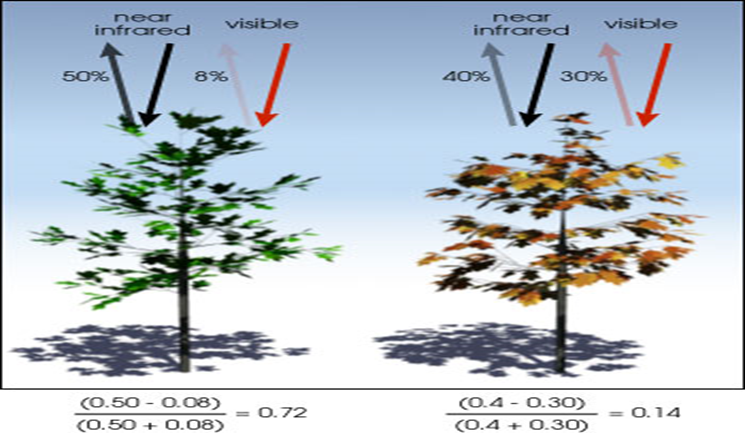 near
infrared
visible
50%
8%
near
infrared
visible
40%
30%
(0.50 - 0.08)
(0.50 + 0.08)
= 0.72
(0.4 - 0.30)
(0.4 + 0.30)
= 0.14